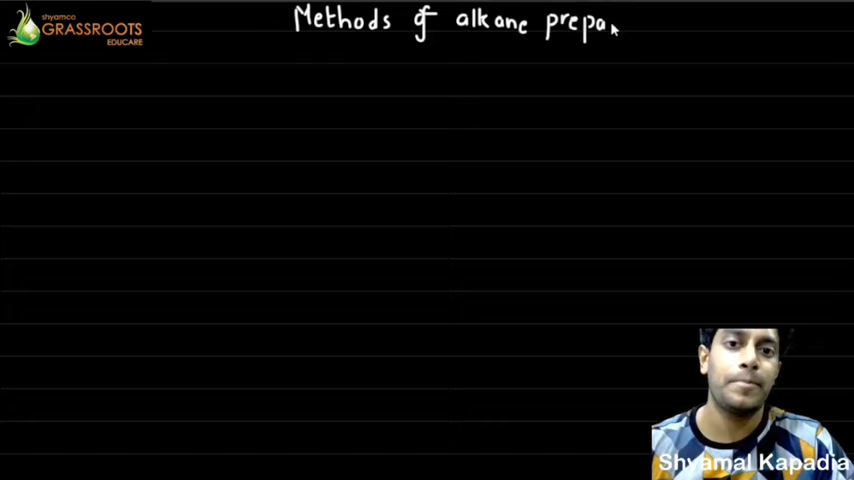 shyamco
GRASSROOTS
EDUCARE
Methods of alkane prepa
Shyamal Kapadia